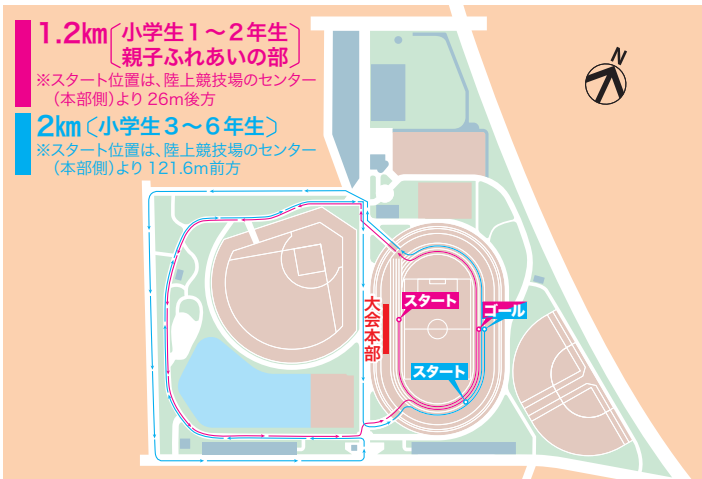 1.2km〔小学生1〜2年生
親子ふれあいの部〕
※スタート位置は、陸上競技場のセンター
(本部側)より26m後方
2km〔小学生3〜6年生〕
※スタート位置は、陸上競技場のセンター
(本部側)より121.6m前方
N
大会本部
スタート
ゴール
スタート